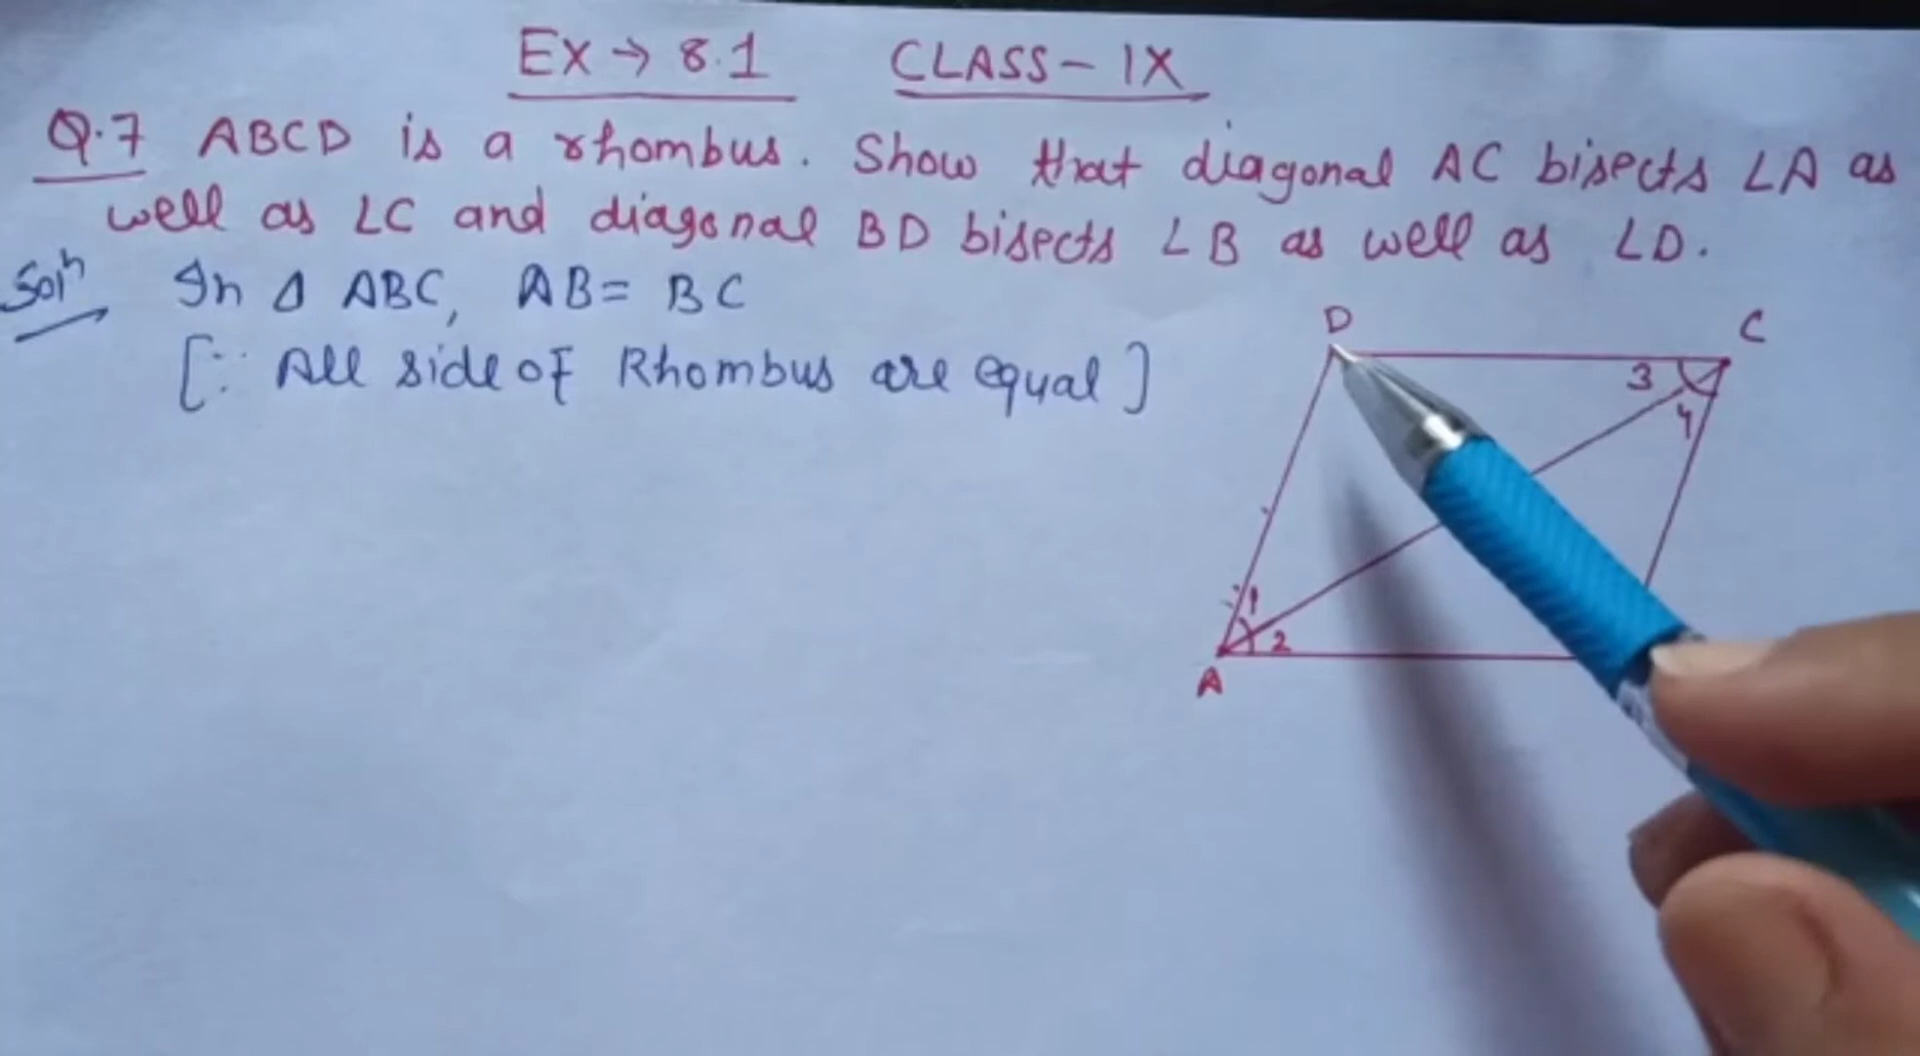 Ex → 8.1 CLASS - IX
Q.7 ABCD is a rhombus. Show that diagonal AC bisects ∠A as
well as ∠C and diagonal BD bisects ∠B as well as ∠D.
Solⁿ In Δ ABC, AB = BC
[∵ All side of Rhombus are equal]
D C
3
4
1
2
A